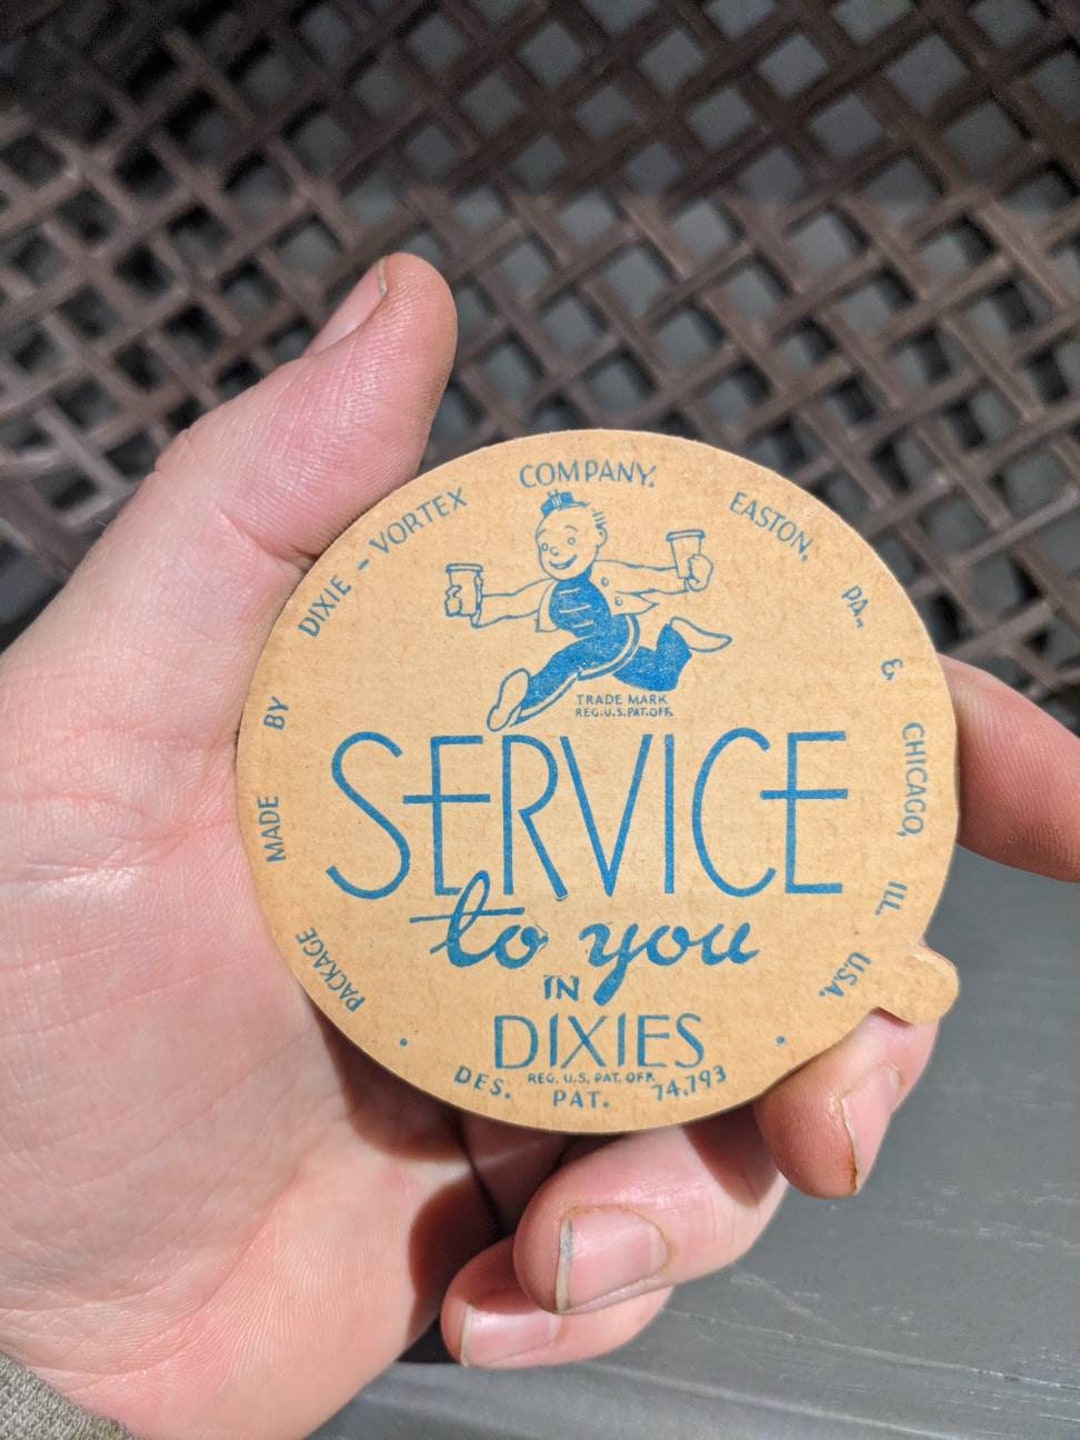 PACKAGE MADE BY DIXIE-VORTEX COMPANY, EASTON, PA., & CHICAGO, ILL. U.S.A.
TRADE MARK
REG.U.S.PAT.OFF.
SERVICE
to you
IN
DIXIES
REG. U.S. PAT. OFF.
DES. PAT. 74,793